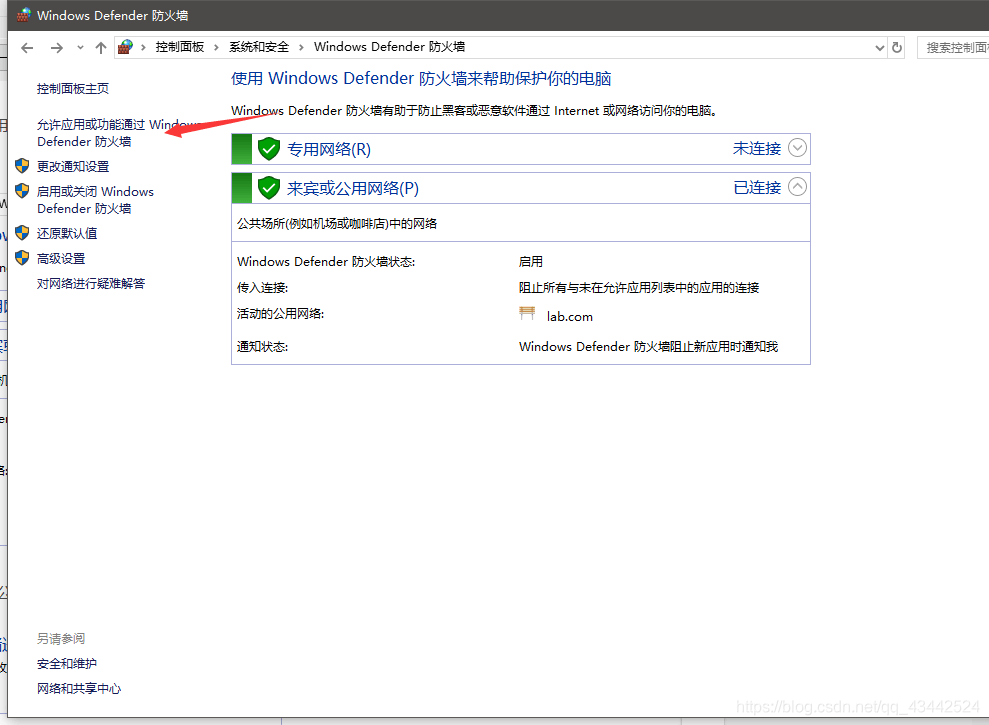 Windows Defender 防火墙
控制面板 › 系统和安全 › Windows Defender 防火墙
搜索控制面
控制面板主页
允许应用或功能通过 Windows
Defender 防火墙
更改通知设置
启用或关闭 Windows
Defender 防火墙
还原默认值
高级设置
对网络进行疑难解答
使用 Windows Defender 防火墙来帮助保护你的电脑
Windows Defender 防火墙有助于防止黑客或恶意软件通过 Internet 或网络访问你的电脑。
专用网络(R) 未连接
来宾或公用网络(P) 已连接
公共场所(例如机场或咖啡店)中的网络
Windows Defender 防火墙状态: 启用
传入连接: 阻止所有与未在允许应用列表中的应用的连接
活动的公用网络: lab.com
通知状态: Windows Defender 防火墙阻止新应用时通知我
另请参阅
安全和维护
网络和共享中心
https://blog.csdn.net/qq_43442524